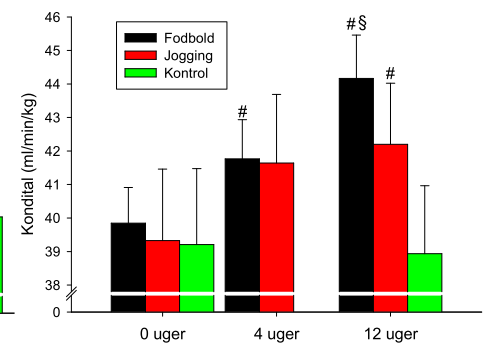 Kondital (ml/min/kg)
46
45
44
43
42
41
40
39
38
0
Fodbold
Jogging
Kontrol
#
#§
#
0 uger
4 uger
12 uger